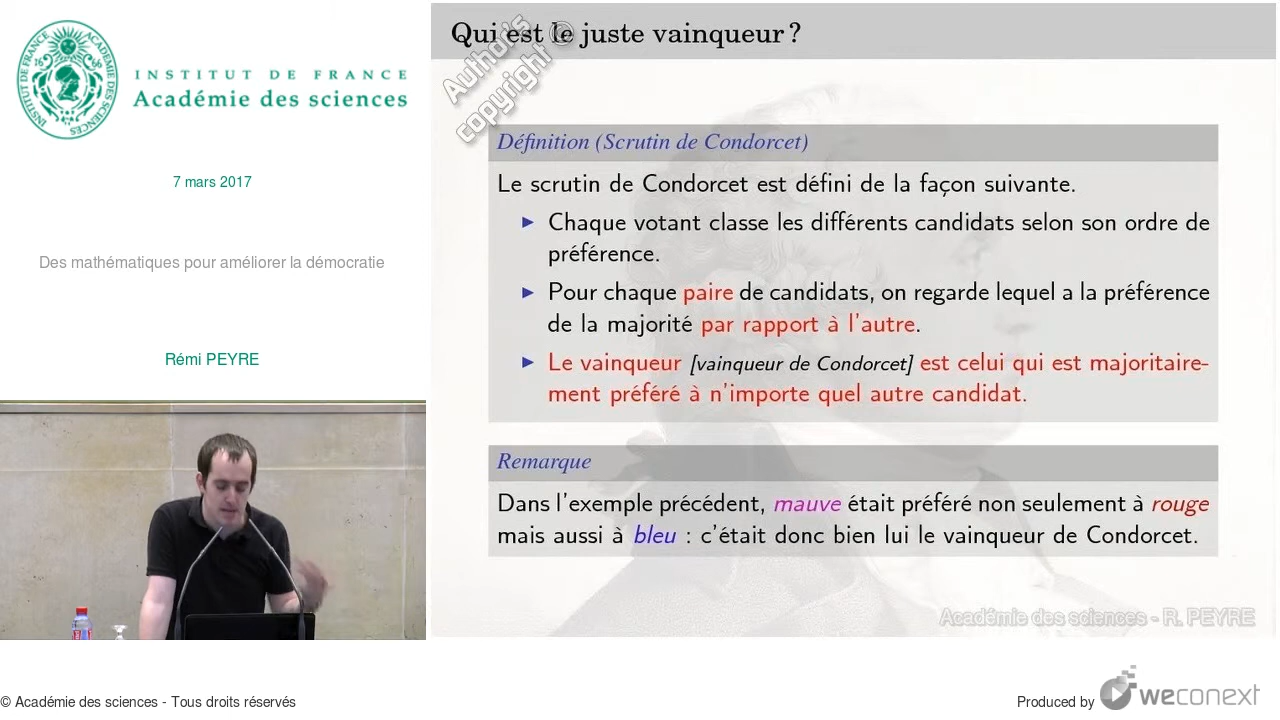 INSTITUT DE FRANCE
Académie des sciences
7 mars 2017
Des mathématiques pour améliorer la démocratie
Rémi PEYRE
Qui est le juste vainqueur ?
Author's
copyright ©
Définition (Scrutin de Condorcet)
Le scrutin de Condorcet est défini de la façon suivante.
▶ Chaque votant classe les différents candidats selon son ordre de
préférence.
▶ Pour chaque paire de candidats, on regarde lequel a la préférence
de la majorité par rapport à l'autre.
▶ Le vainqueur [vainqueur de Condorcet] est celui qui est majoritaire-
ment préféré à n'importe quel autre candidat.
Remarque
Dans l'exemple précédent, mauve était préféré non seulement à rouge
mais aussi à bleu : c'était donc bien lui le vainqueur de Condorcet.
Académie des sciences - R. PEYRE
© Académie des sciences - Tous droits réservés
Produced by weconext